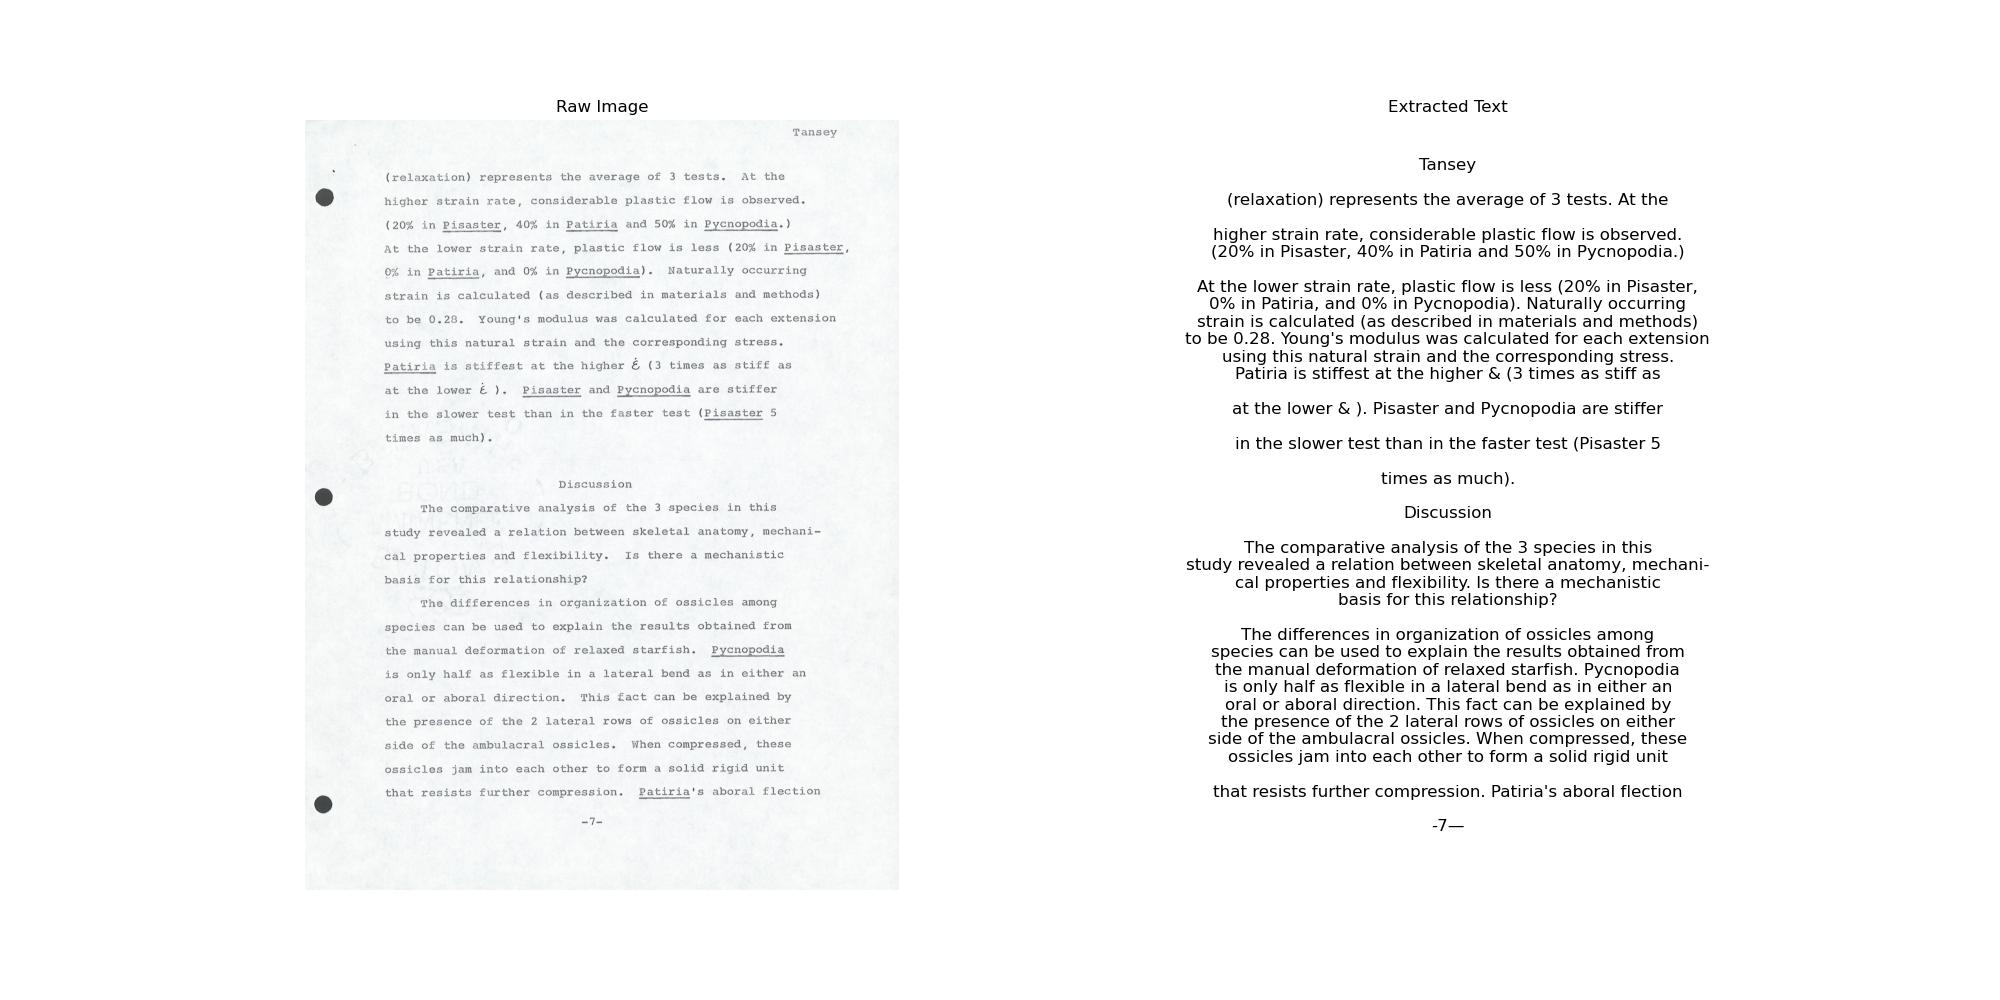 Raw Image
Tansey
(relaxation) represents the average of 3 tests. At the
higher strain rate, considerable plastic flow is observed.
(20% in Pisaster, 40% in Patiria and 50% in Pycnopodia.)
At the lower strain rate, plastic flow is less (20% in Pisaster,
0% in Patiria, and 0% in Pycnopodia). Naturally occurring
strain is calculated (as described in materials and methods)
to be 0.28. Young's modulus was calculated for each extension
using this natural strain and the corresponding stress.
Patiria is stiffest at the higher ε̇ (3 times as stiff as
at the lower ε̇ ). Pisaster and Pycnopodia are stiffer
in the slower test than in the faster test (Pisaster 5
times as much).
Discussion
The comparative analysis of the 3 species in this
study revealed a relation between skeletal anatomy, mechani-
cal properties and flexibility. Is there a mechanistic
basis for this relationship?
The differences in organization of ossicles among
species can be used to explain the results obtained from
the manual deformation of relaxed starfish. Pycnopodia
is only half as flexible in a lateral bend as in either an
oral or aboral direction. This fact can be explained by
the presence of the 2 lateral rows of ossicles on either
side of the ambulacral ossicles. When compressed, these
ossicles jam into each other to form a solid rigid unit
that resists further compression. Patiria's aboral flection
-7-
Extracted Text
Tansey
(relaxation) represents the average of 3 tests. At the
higher strain rate, considerable plastic flow is observed.
(20% in Pisaster, 40% in Patiria and 50% in Pycnopodia.)
At the lower strain rate, plastic flow is less (20% in Pisaster,
0% in Patiria, and 0% in Pycnopodia). Naturally occurring
strain is calculated (as described in materials and methods)
to be 0.28. Young's modulus was calculated for each extension
using this natural strain and the corresponding stress.
Patiria is stiffest at the higher & (3 times as stiff as
at the lower & ). Pisaster and Pycnopodia are stiffer
in the slower test than in the faster test (Pisaster 5
times as much).
Discussion
The comparative analysis of the 3 species in this
study revealed a relation between skeletal anatomy, mechani-
cal properties and flexibility. Is there a mechanistic
basis for this relationship?
The differences in organization of ossicles among
species can be used to explain the results obtained from
the manual deformation of relaxed starfish. Pycnopodia
is only half as flexible in a lateral bend as in either an
oral or aboral direction. This fact can be explained by
the presence of the 2 lateral rows of ossicles on either
side of the ambulacral ossicles. When compressed, these
ossicles jam into each other to form a solid rigid unit
that resists further compression. Patiria's aboral flection
-7—